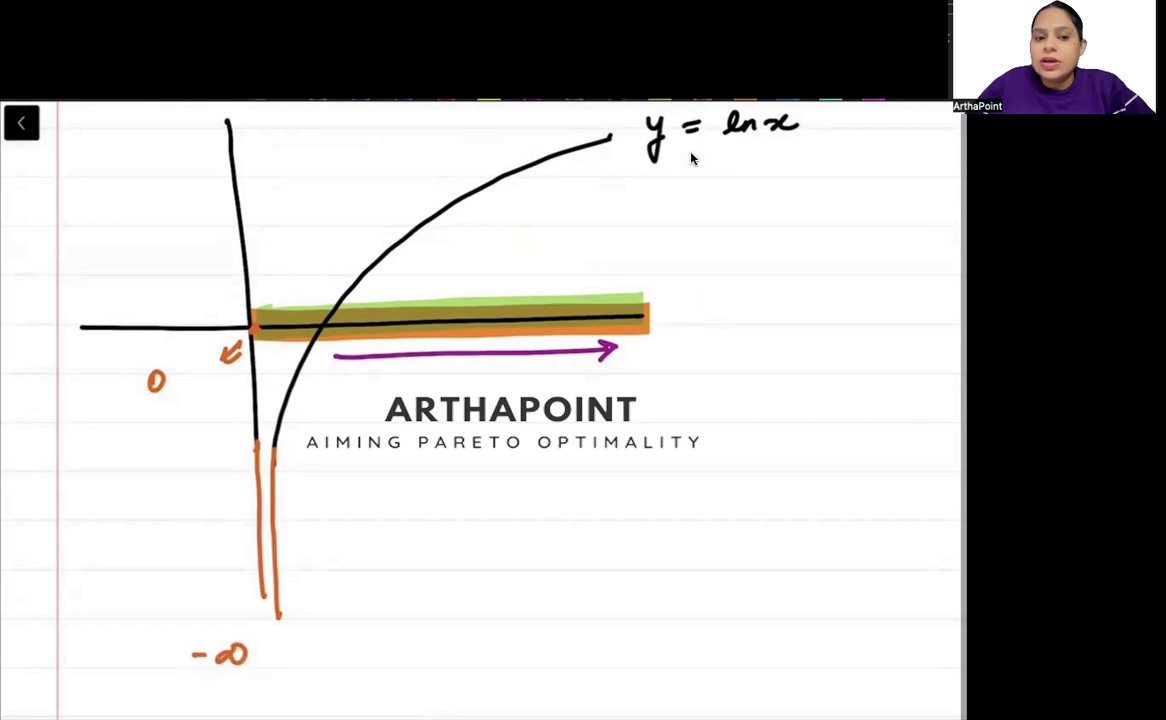 ArthaPoint
y = ln x
0
ARTHAPOINT
AIMING PARETO OPTIMALITY
-∞